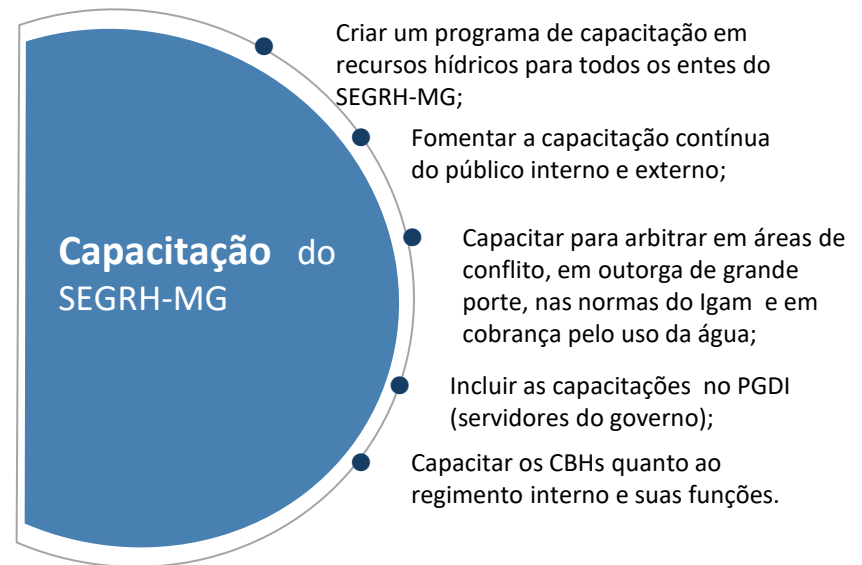 Criar um programa de capacitação em
recursos hídricos para todos os entes do
SEGRH-MG;
Fomentar a capacitação contínua
do público interno e externo;
Capacitação do
SEGRH-MG
Capacitar para arbitrar em áreas de
conflito, em outorga de grande
porte, nas normas do Igam e em
cobrança pelo uso da água;
Incluir as capacitações no PGDI
(servidores do governo);
Capacitar os CBHs quanto ao
regimento interno e suas funções.